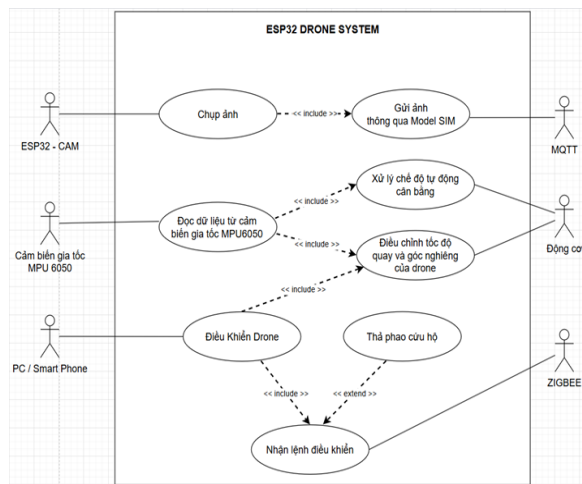 ESP32 DRONE SYSTEM
ESP32 - CAM
Chụp ảnh
<< include >>
Gửi ảnh
thông qua Model SIM
MQTT
Xử lý chế độ tự động
cân bằng
<< include >>
Cảm biến gia tốc
MPU 6050
Đọc dữ liệu từ cảm
biến gia tốc MPU6050
<< include >>
Điều chỉnh tốc độ
quay và góc nghiêng
của drone
Động cơ
<< include >>
PC / Smart Phone
Điều Khiển Drone
Thả phao cứu hộ
ZIGBEE
<< include >>
<< extend >>
Nhận lệnh điều khiển